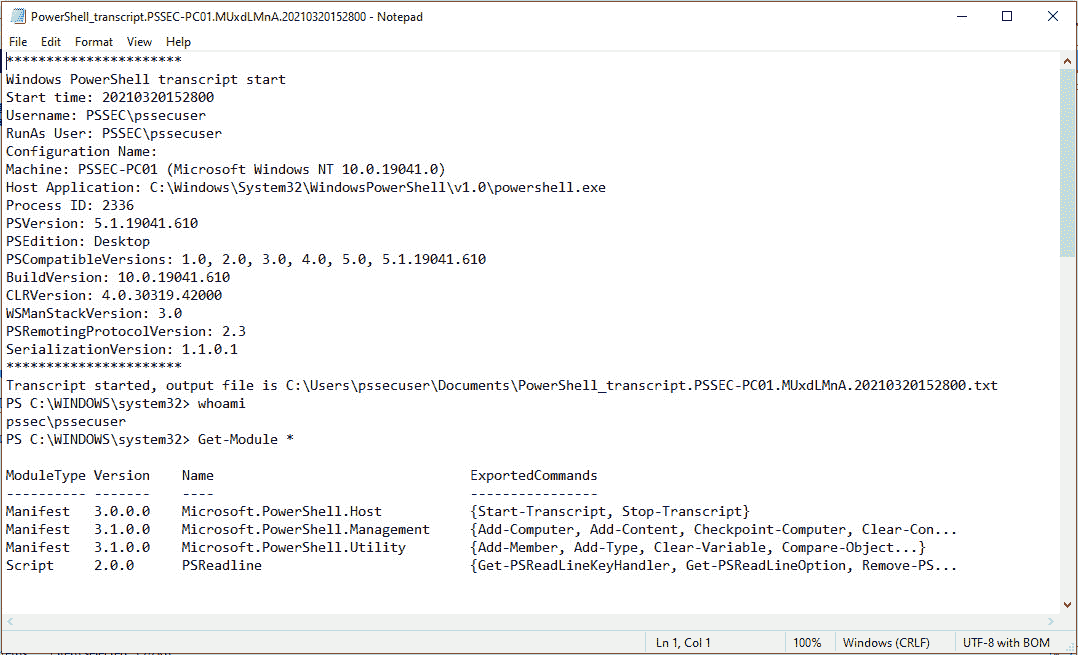 PowerShell_transcript.PSSEC-PC01.MUxdLMnA.20210320152800 - Notepad
File Edit Format View Help
**********************
Windows PowerShell transcript start
Start time: 20210320152800
Username: PSSEC\pssecuser
RunAs User: PSSEC\pssecuser
Configuration Name:
Machine: PSSEC-PC01 (Microsoft Windows NT 10.0.19041.0)
Host Application: C:\Windows\System32\WindowsPowerShell\v1.0\powershell.exe
Process ID: 2336
PSVersion: 5.1.19041.610
PSEdition: Desktop
PSCompatibleVersions: 1.0, 2.0, 3.0, 4.0, 5.0, 5.1.19041.610
BuildVersion: 10.0.19041.610
CLRVersion: 4.0.30319.42000
WSManStackVersion: 3.0
PSRemotingProtocolVersion: 2.3
SerializationVersion: 1.1.0.1
**********************
Transcript started, output file is C:\Users\pssecuser\Documents\PowerShell_transcript.PSSEC-PC01.MUxdLMnA.20210320152800.txt
PS C:\WINDOWS\system32> whoami
pssec\pssecuser
PS C:\WINDOWS\system32> Get-Module *
ModuleType Version    Name                                ExportedCommands
---------- -------    ----                                ----------------
Manifest   3.0.0.0    Microsoft.PowerShell.Host           {Start-Transcript, Stop-Transcript}
Manifest   3.1.0.0    Microsoft.PowerShell.Management     {Add-Computer, Add-Content, Checkpoint-Computer, Clear-Con...
Manifest   3.1.0.0    Microsoft.PowerShell.Utility        {Add-Member, Add-Type, Clear-Variable, Compare-Object...}
Script     2.0.0      PSReadline                          {Get-PSReadLineKeyHandler, Get-PSReadLineOption, Remove-PS...
Ln 1, Col 1 100% Windows (CRLF) UTF-8 with BOM